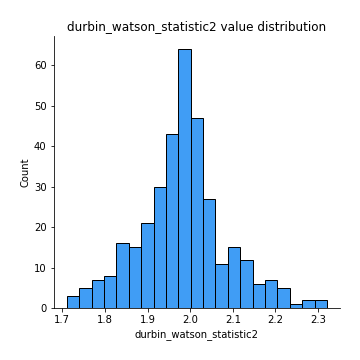 durbin_watson_statistic2 value distribution
60
50
40
30
20
10
0
Count
1.7 1.8 1.9 2.0 2.1 2.2 2.3
durbin_watson_statistic2